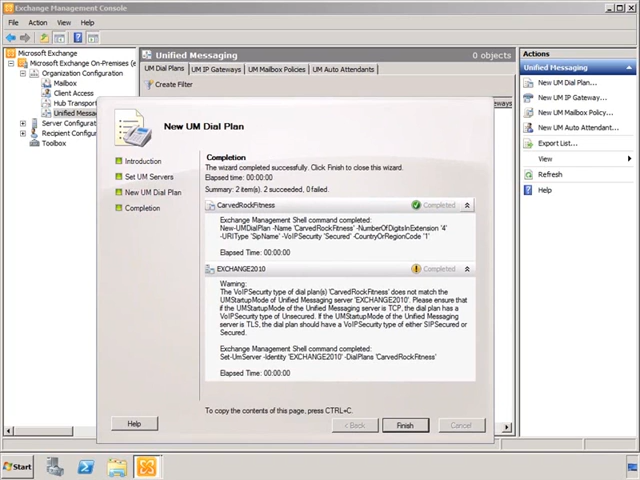 Exchange Management Console
File Action View Help
Microsoft Exchange
Microsoft Exchange On-Premises (e
Organization Configuration
Mailbox
Client Access
Hub Transport
Unified Messa
Server Configura
Recipient Configu
Toolbox
Unified Messaging 0 objects
UM Dial Plans UM IP Gateways UM Mailbox Policies UM Auto Attendants
Create Filter
eways
New UM Dial Plan
Introduction
Set UM Servers
New UM Dial Plan
Completion
Completion
The wizard completed successfully. Click Finish to close this wizard.
Elapsed time: 00:00:00
Summary: 2 item(s). 2 succeeded, 0 failed.
CarvedRockFitness Completed
Exchange Management Shell command completed:
New-UMDialPlan -Name 'CarvedRockFitness' -NumberOfDigitsInExtension '4'
-URIType 'SipName' -VoIPSecurity 'Secured' -CountryOrRegionCode '1'
Elapsed Time: 00:00:00
EXCHANGE2010 Completed
Warning:
The VoIPSecurity type of dial plan(s) 'CarvedRockFitness' does not match the
UMStartupMode of Unified Messaging server 'EXCHANGE2010'. Please ensure that
if the UMStartupMode of the Unified Messaging server is TCP, the dial plan has a
VoIPSecurity type of Unsecured. If the UMStartupMode of the Unified Messaging
server is TLS, the dial plan should have a VoIPSecurity type of either SIPSecured or
Secured.
Exchange Management Shell command completed:
Set-UmServer -Identity 'EXCHANGE2010' -DialPlans 'CarvedRockFitness'
Elapsed Time: 00:00:00
To copy the contents of this page, press CTRL+C.
Help < Back Finish Cancel
Actions
Unified Messaging
New UM Dial Plan...
New UM IP Gateway...
New UM Mailbox Policy...
New UM Auto Attendant...
Export List...
View
Refresh
Help
Start